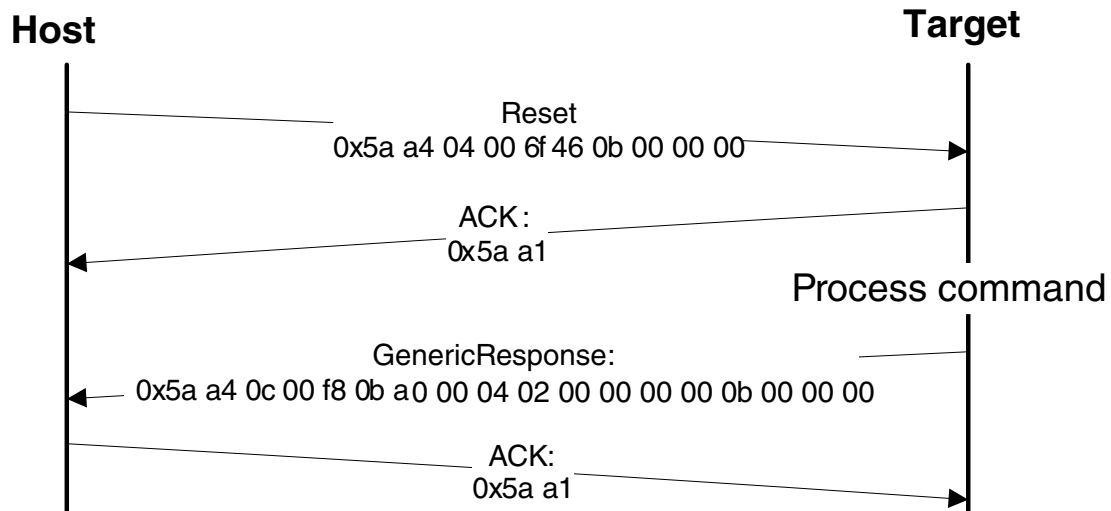 Host
Target
Reset
0x5a a4 04 00 6f 46 0b 00 00 00
ACK:
0x5a a1
Process command
GenericResponse:
0x5a a4 0c 00 f8 0b a0 00 04 02 00 00 00 00 0b 00 00 00
ACK:
0x5a a1